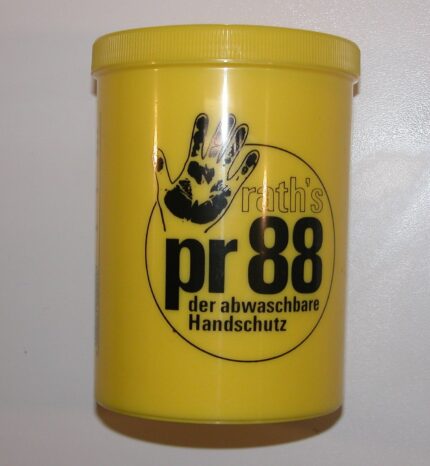 rath's
pr 88
der abwaschbare
Handschutz